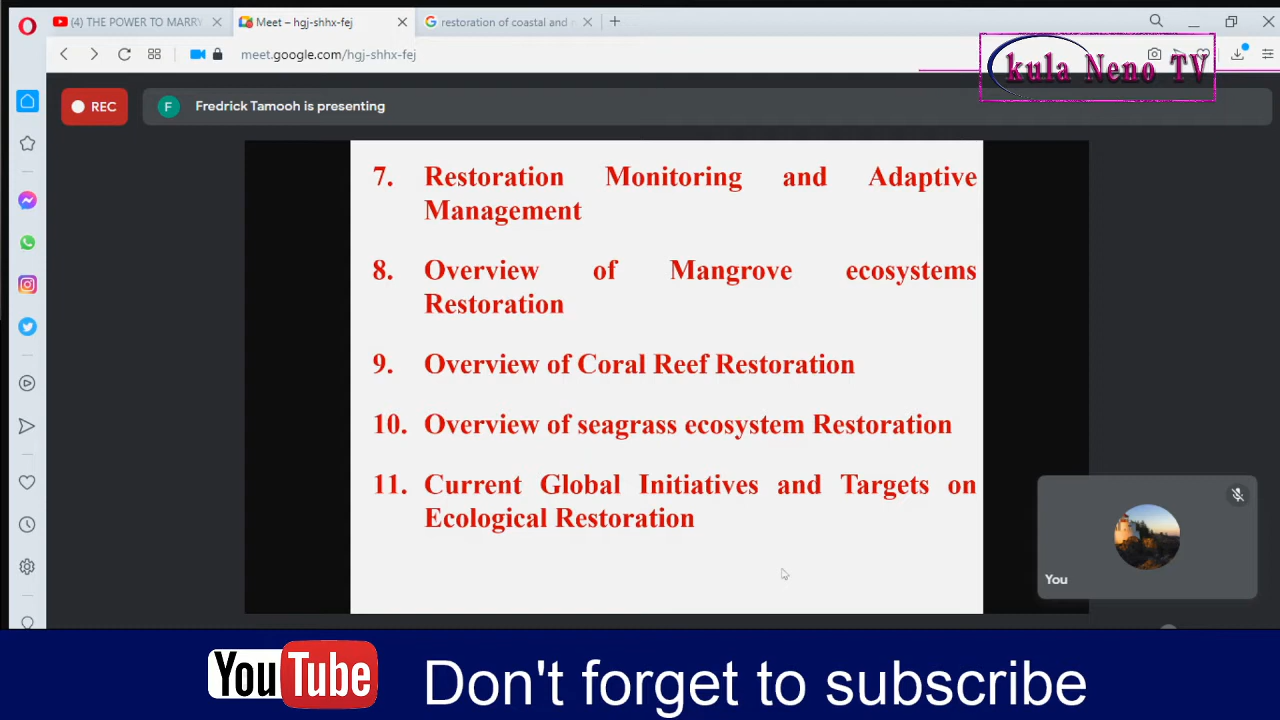 (4) THE POWER TO MARRY
Meet – hgj-shhx-fej
restoration of coastal and
meet.google.com/hgj-shhx-fej
kula Neno TV
REC
F
Fredrick Tamooh is presenting
7. Restoration Monitoring and Adaptive
Management
8. Overview of Mangrove ecosystems
Restoration
9. Overview of Coral Reef Restoration
10. Overview of seagrass ecosystem Restoration
11. Current Global Initiatives and Targets on
Ecological Restoration
You
YouTube
Don't forget to subscribe